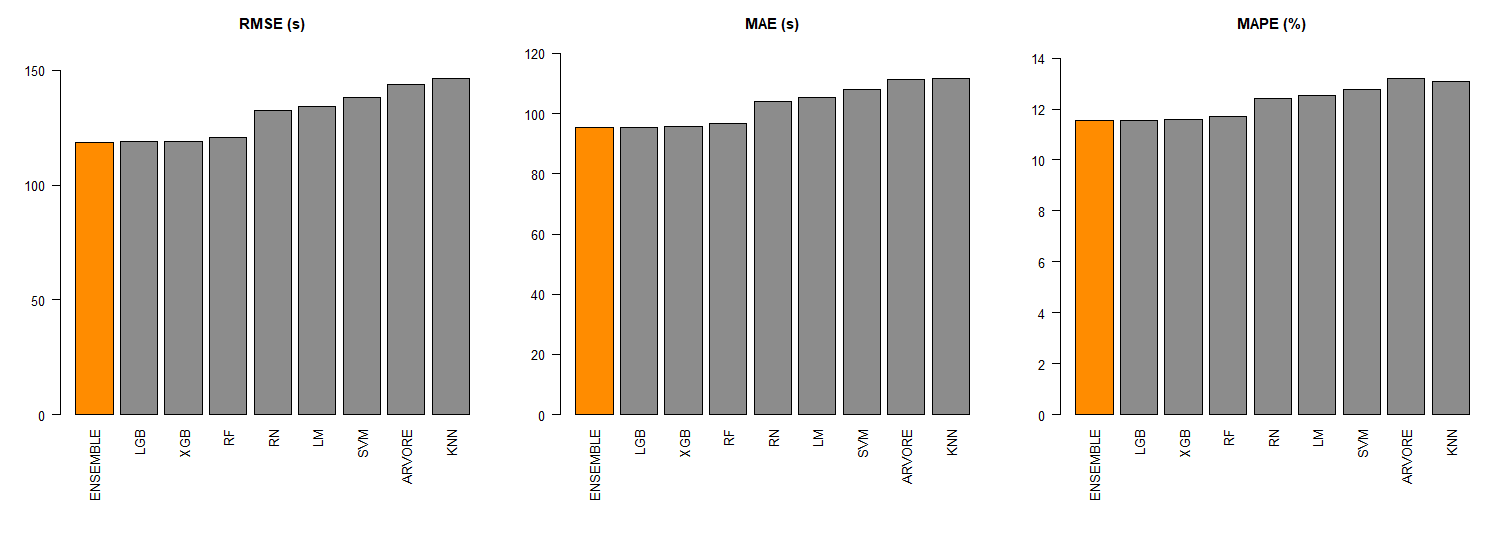 RMSE (s)
150
100
50
0
ENSEMBLE
LGB
XGB
RF
RN
LM
SVM
ARVORE
KNN
MAE (s)
120
100
80
60
40
20
0
ENSEMBLE
LGB
XGB
RF
RN
LM
SVM
ARVORE
KNN
MAPE (%)
14
12
10
8
6
4
2
0
ENSEMBLE
LGB
XGB
RF
RN
LM
SVM
ARVORE
KNN